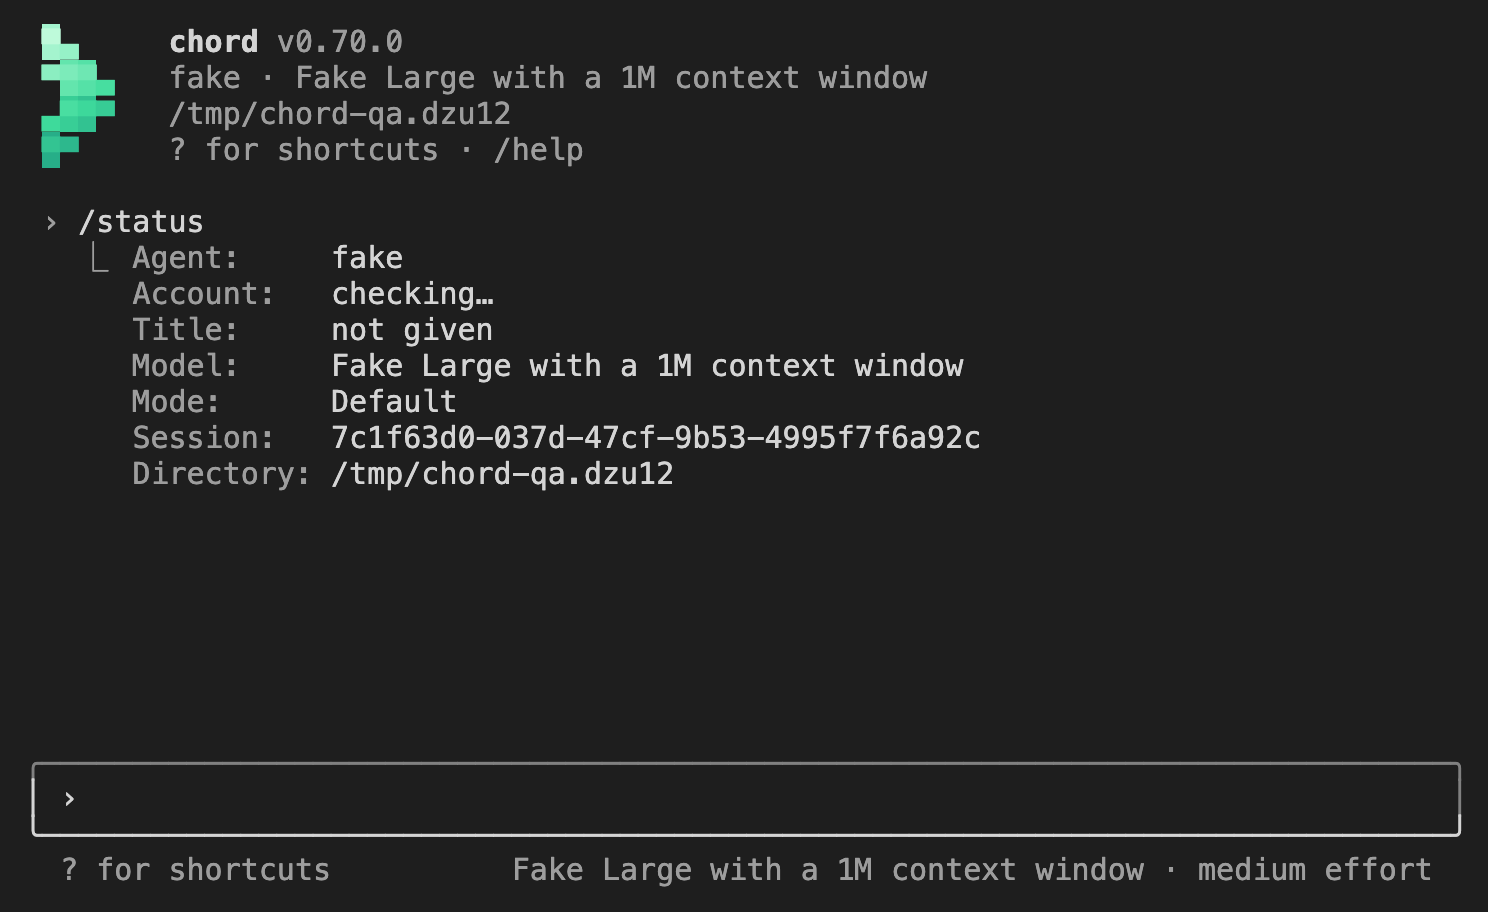 chord v0.70.0
fake · Fake Large with a 1M context window
/tmp/chord-qa.dzu12
? for shortcuts · /help
› /status
Agent: fake
Account: checking…
Title: not given
Model: Fake Large with a 1M context window
Mode: Default
Session: 7c1f63d0-037d-47cf-9b53-4995f7f6a92c
Directory: /tmp/chord-qa.dzu12
›
? for shortcuts Fake Large with a 1M context window · medium effort